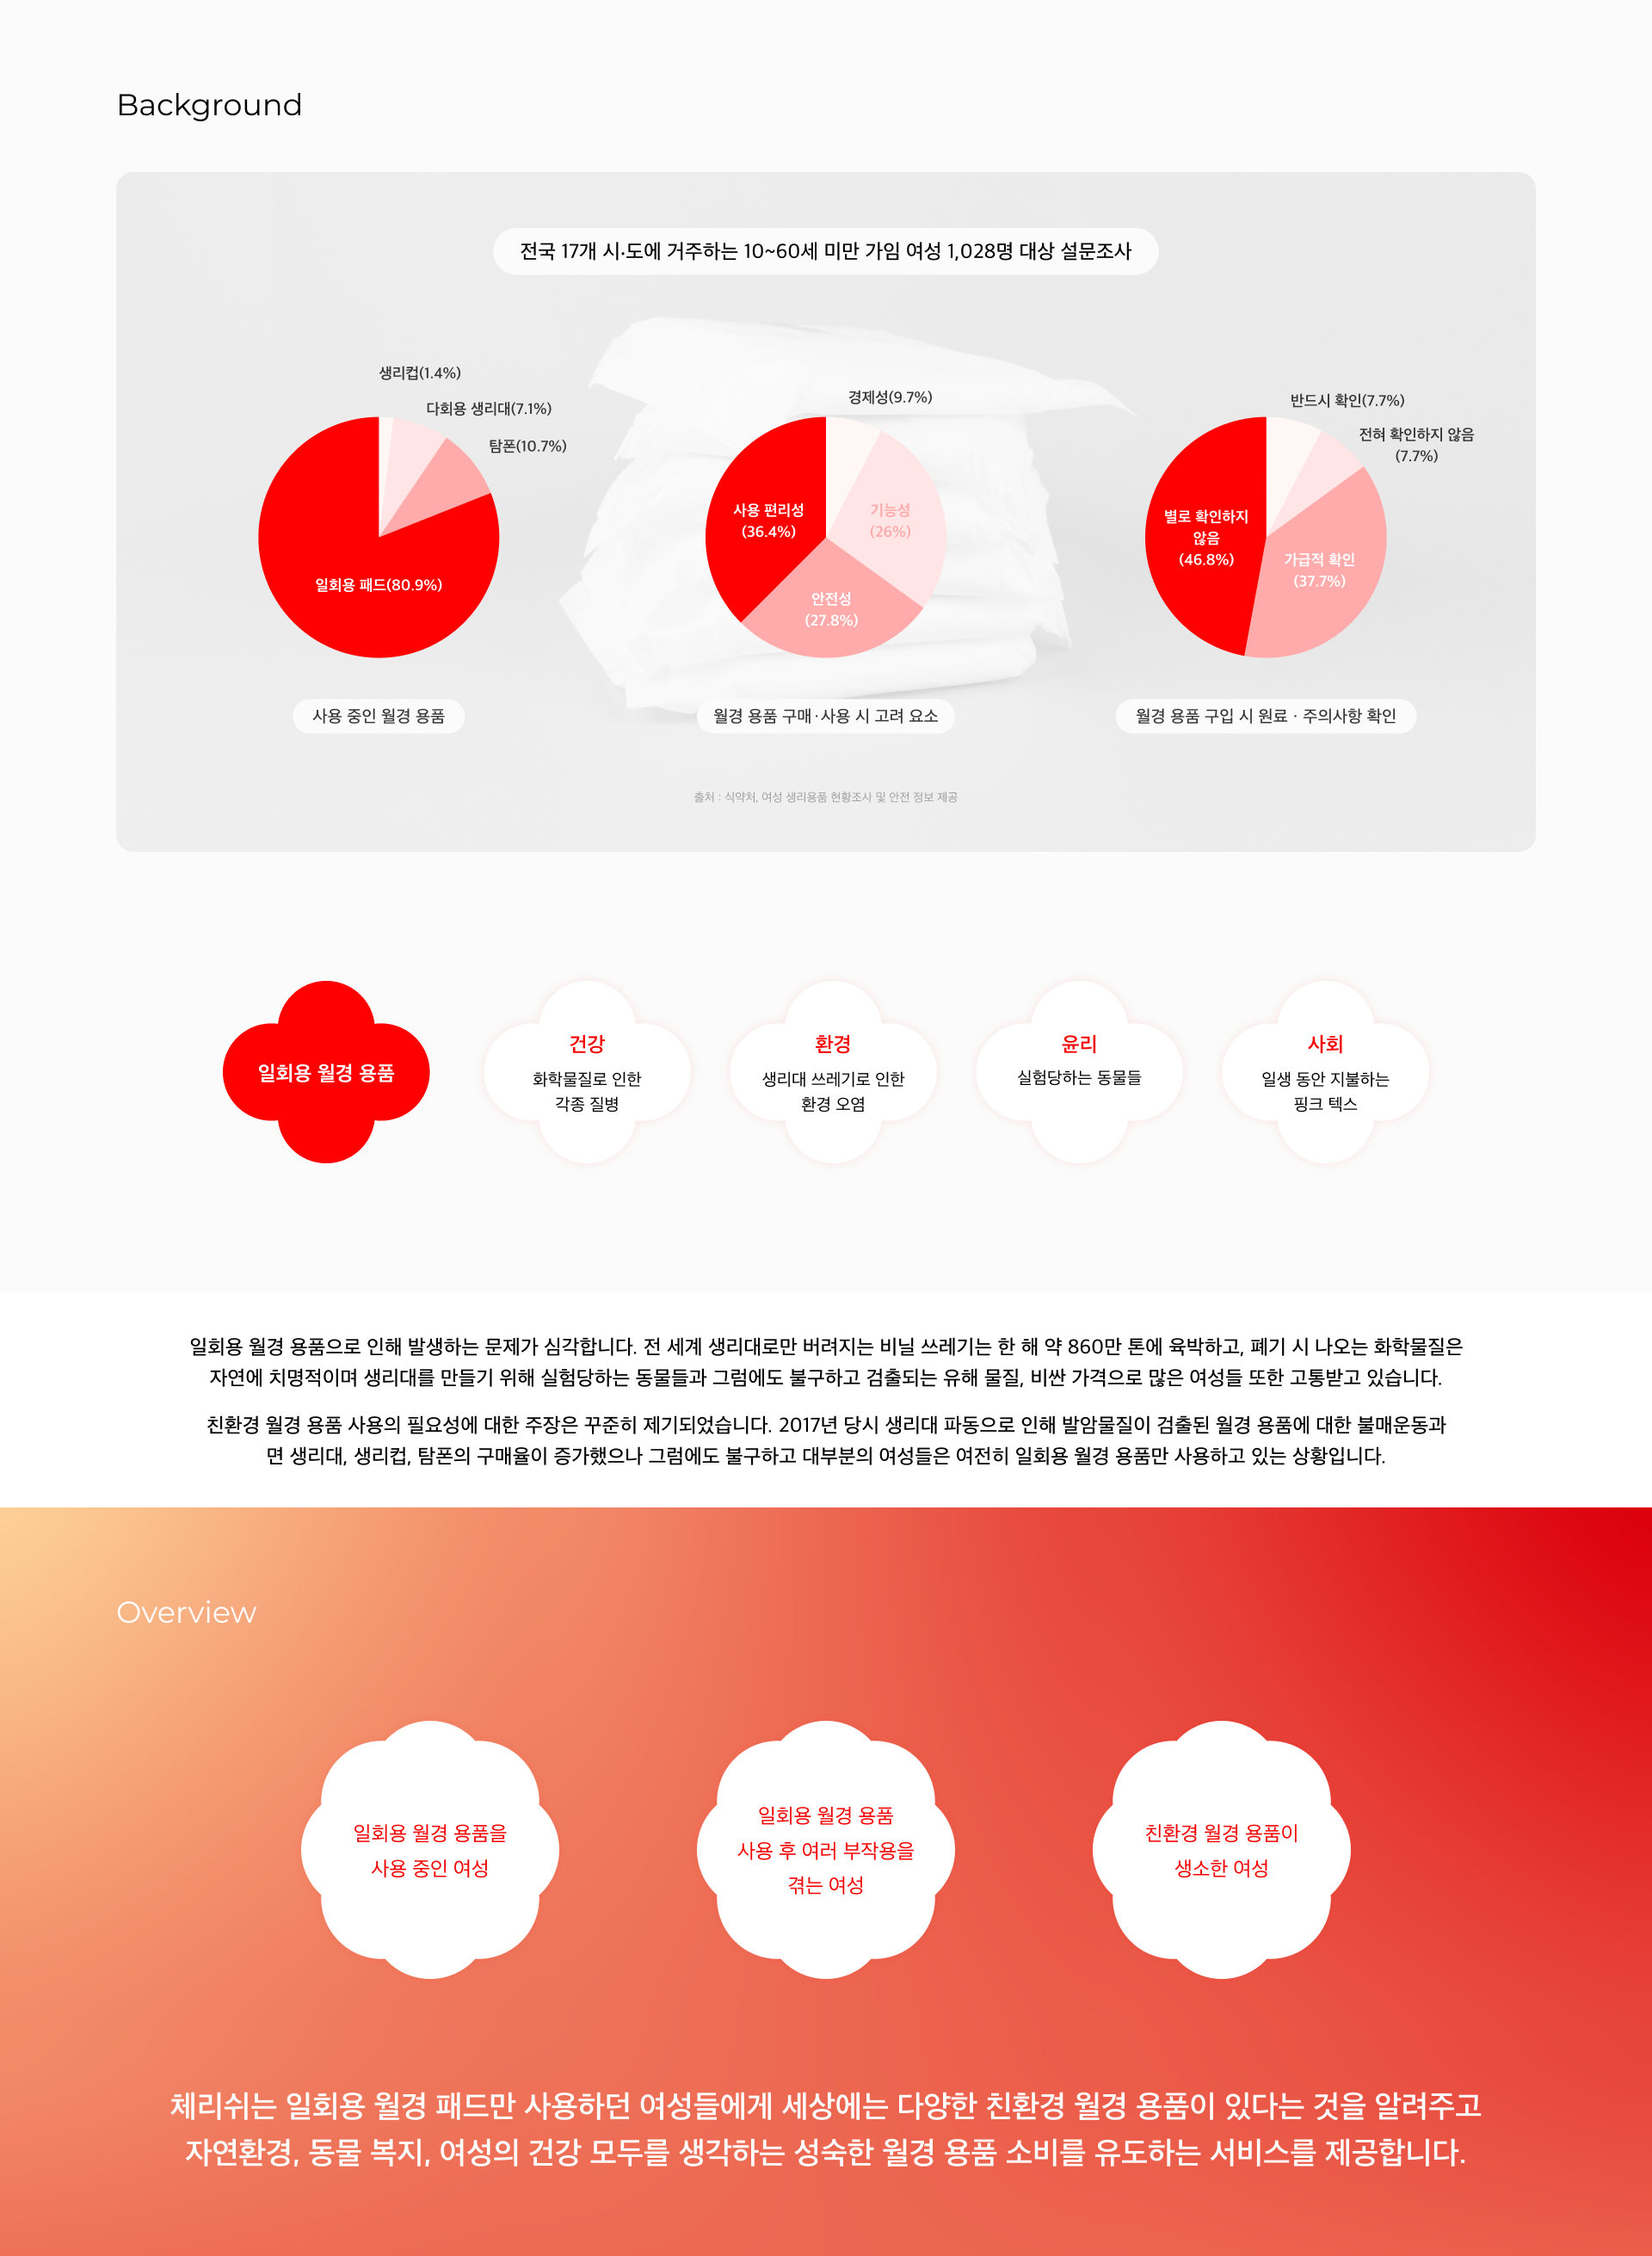 Background
전국 17개 시·도에 거주하는 10~60세 미만 가임 여성 1,028명 대상 설문조사
생리컵(1.4%)
다회용 생리대(7.1%)
탐폰(10.7%)
일회용 패드(80.9%)
사용 중인 월경 용품
경제성(9.7%)
사용 편리성
(36.4%)
기능성
(26%)
안전성
(27.8%)
월경 용품 구매·사용 시 고려 요소
반드시 확인(7.7%)
전혀 확인하지 않음
(7.7%)
별로 확인하지
않음
(46.8%)
가급적 확인
(37.7%)
월경 용품 구입 시 원료 · 주의사항 확인
출처 : 식약처, 여성 생리용품 현황조사 및 안전 정보 제공
일회용 월경 용품
건강
화학물질로 인한
각종 질병
환경
생리대 쓰레기로 인한
환경 오염
윤리
실험당하는 동물들
사회
일생 동안 지불하는
핑크 텍스
일회용 월경 용품으로 인해 발생하는 문제가 심각합니다. 전 세계 생리대로만 버려지는 비닐 쓰레기는 한 해 약 860만 톤에 육박하고, 폐기 시 나오는 화학물질은
자연에 치명적이며 생리대를 만들기 위해 실험당하는 동물들과 그럼에도 불구하고 검출되는 유해 물질, 비싼 가격으로 많은 여성들 또한 고통받고 있습니다.
친환경 월경 용품 사용의 필요성에 대한 주장은 꾸준히 제기되었습니다. 2017년 당시 생리대 파동으로 인해 발암물질이 검출된 월경 용품에 대한 불매운동과
면 생리대, 생리컵, 탐폰의 구매율이 증가했으나 그럼에도 불구하고 대부분의 여성들은 여전히 일회용 월경 용품만 사용하고 있는 상황입니다.
Overview
일회용 월경 용품을
사용 중인 여성
일회용 월경 용품
사용 후 여러 부작용을
겪는 여성
친환경 월경 용품이
생소한 여성
체리쉬는 일회용 월경 패드만 사용하던 여성들에게 세상에는 다양한 친환경 월경 용품이 있다는 것을 알려주고
자연환경, 동물 복지, 여성의 건강 모두를 생각하는 성숙한 월경 용품 소비를 유도하는 서비스를 제공합니다.